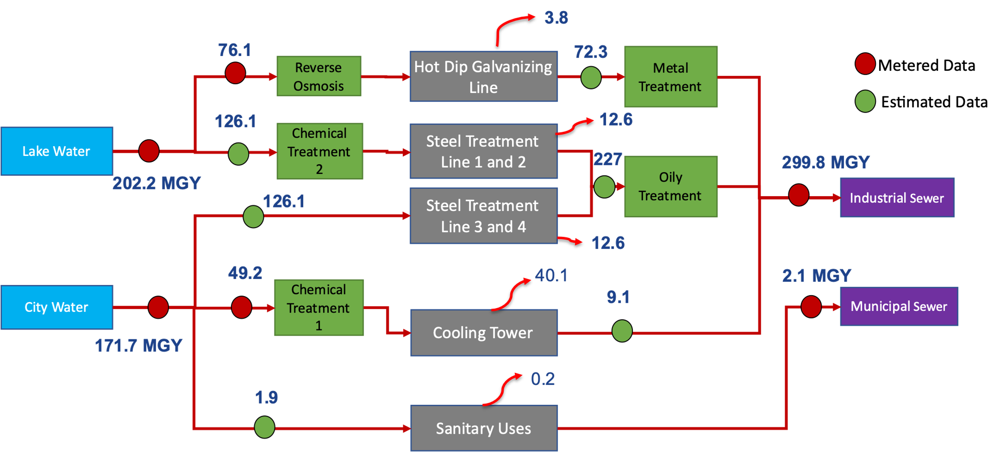 3.8
76.1
72.3
Reverse
Osmosis
Hot Dip Galvanizing
Line
Metal
Treatment
Metered Data
Estimated Data
126.1
12.6
Lake Water
202.2 MGY
Chemical
Treatment
2
Steel Treatment
Line 1 and 2
227
Oily
Treatment
299.8 MGY
Industrial Sewer
126.1
Steel Treatment
Line 3 and 4
12.6
49.2
40.1
2.1 MGY
City Water
171.7 MGY
Chemical
Treatment
1
Cooling Tower
9.1
Municipal Sewer
0.2
1.9
Sanitary Uses